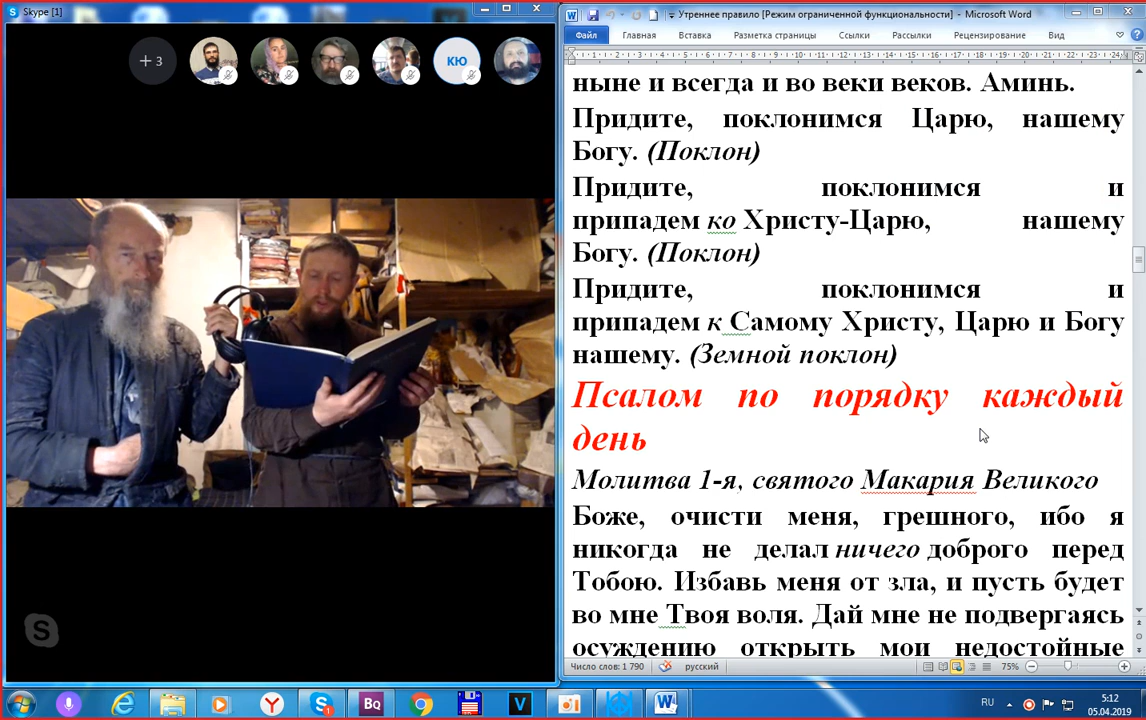 Skype [1]
+ 3
КЮ
Утреннее правило [Режим ограниченной функциональности] - Microsoft Word
Файл Главная Вставка Разметка страницы Ссылки Рассылки Рецензирование Вид
ныне и всегда и во веки веков. Аминь.
Придите, поклонимся Царю, нашему
Богу. (Поклон)
Придите, поклонимся и
припадем ко Христу-Царю, нашему
Богу. (Поклон)
Придите, поклонимся и
припадем к Самому Христу, Царю и Богу
нашему. (Земной поклон)
Псалом по порядку каждый
день
Молитва 1-я, святого Макария Великого
Боже, очисти меня, грешного, ибо я
никогда не делал ничего доброго перед
Тобою. Избавь меня от зла, и пусть будет
во мне Твоя воля. Дай мне не подвергаясь
осуждению открыть мои недостойные
Число слов: 1 790 русский 75%
RU 5:12
05.04.2019